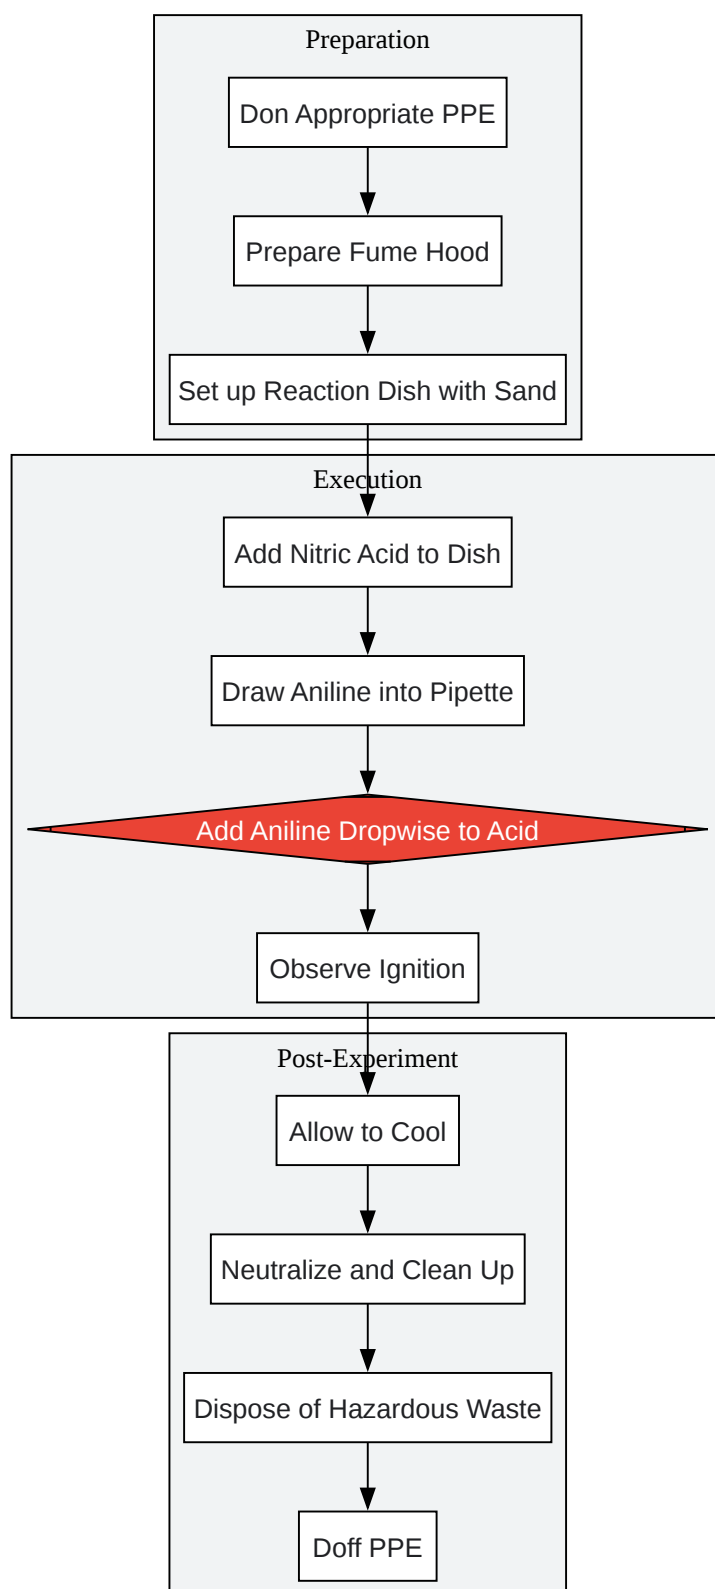 Preparation
Don Appropriate PPE
Prepare Fume Hood
Set up Reaction Dish with Sand
Execution
Add Nitric Acid to Dish
Draw Aniline into Pipette
Add Aniline Dropwise to Acid
Observe Ignition
Post-Experiment
Allow to Cool
Neutralize and Clean Up
Dispose of Hazardous Waste
Doff PPE